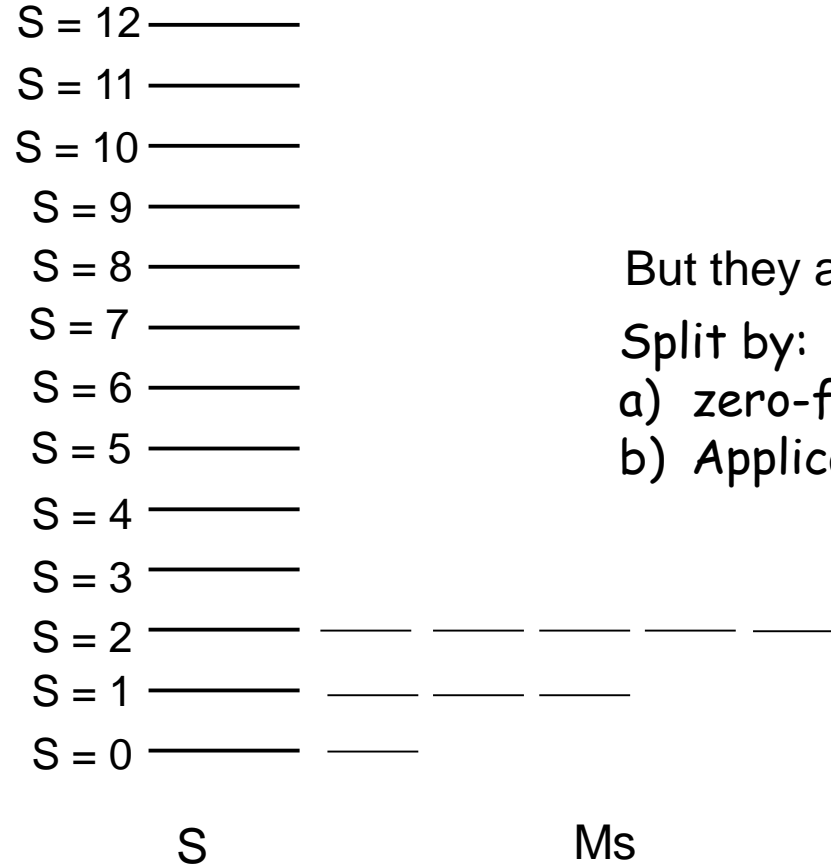 S = 12
S = 11
S = 10
S = 9
S = 8
S = 7
S = 6
S = 5
S = 4
S = 3
S = 2
S = 1
S = 0
S
Ms
But they
Split by:
a) zero-f
b)